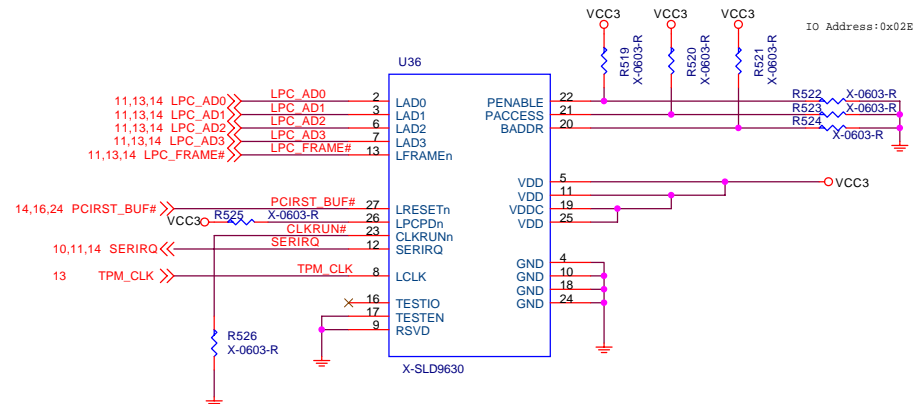 VCC3 VCC3 VCC3
IO Address:0x02E
R519
X-0603-R
R520
X-0603-R
R521
X-0603-R
U36
11,13,14 LPC_AD0 LPC_AD0 2 LAD0
11,13,14 LPC_AD1 LPC_AD1 3 LAD1
11,13,14 LPC_AD2 LPC_AD2 6 LAD2
11,13,14 LPC_AD3 LPC_AD3 7 LAD3
11,13,14 LPC_FRAME# LPC_FRAME# 13 LFRAMEn
PENABLE 22 R522 X-0603-R
PACCESS 21 R523 X-0603-R
BADDR 20 R524 X-0603-R
14,16,24 PCIRST_BUF# PCIRST_BUF# 27 LRESETn
VCC3 R525 X-0603-R 26 LPCPDn
CLKRUN# 23 CLKRUNn
10,11,14 SERIRQ SERIRQ 12 SERIRQ
13 TPM_CLK TPM_CLK 8 LCLK
VDD 5 VCC3
VDD 11
VDDC 19
VDD 25
GND 4
GND 10
GND 18
GND 24
16 TESTIO
17 TESTEN
9 RSVD
R526
X-0603-R
X-SLD9630